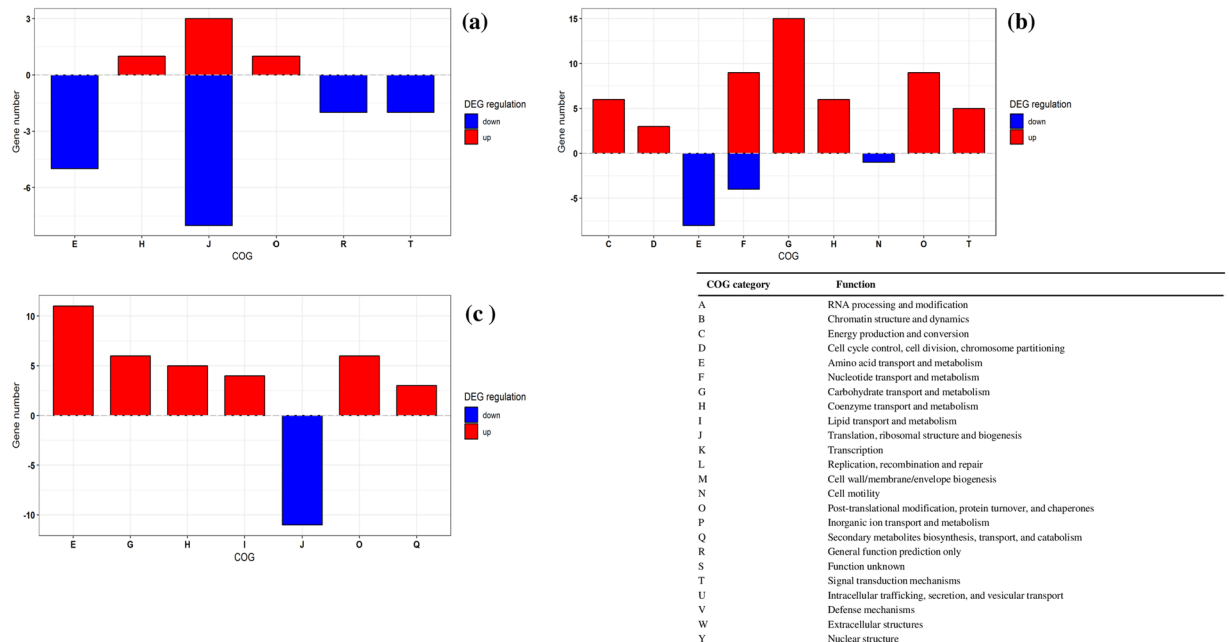 (a)
3
0
-3
-6
Gene number
E H J O R T
COG
DEG regulation
down
up
(b)
15
10
5
0
-5
Gene number
C D E F G H N O T
COG
DEG regulation
down
up
(c )
10
5
0
-5
-10
Gene number
E G H I J O Q
COG
DEG regulation
down
up
COG category Function
A RNA processing and modification
B Chromatin structure and dynamics
C Energy production and conversion
D Cell cycle control, cell division, chromosome partitioning
E Amino acid transport and metabolism
F Nucleotide transport and metabolism
G Carbohydrate transport and metabolism
H Coenzyme transport and metabolism
I Lipid transport and metabolism
J Translation, ribosomal structure and biogenesis
K Transcription
L Replication, recombination and repair
M Cell wall/membrane/envelope biogenesis
N Cell motility
O Post-translational modification, protein turnover, and chaperones
P Inorganic ion transport and metabolism
Q Secondary metabolites biosynthesis, transport, and catabolism
R General function prediction only
S Function unknown
T Signal transduction mechanisms
U Intracellular trafficking, secretion, and vesicular transport
V Defense mechanisms
W Extracellular structures
Y Nuclear structure